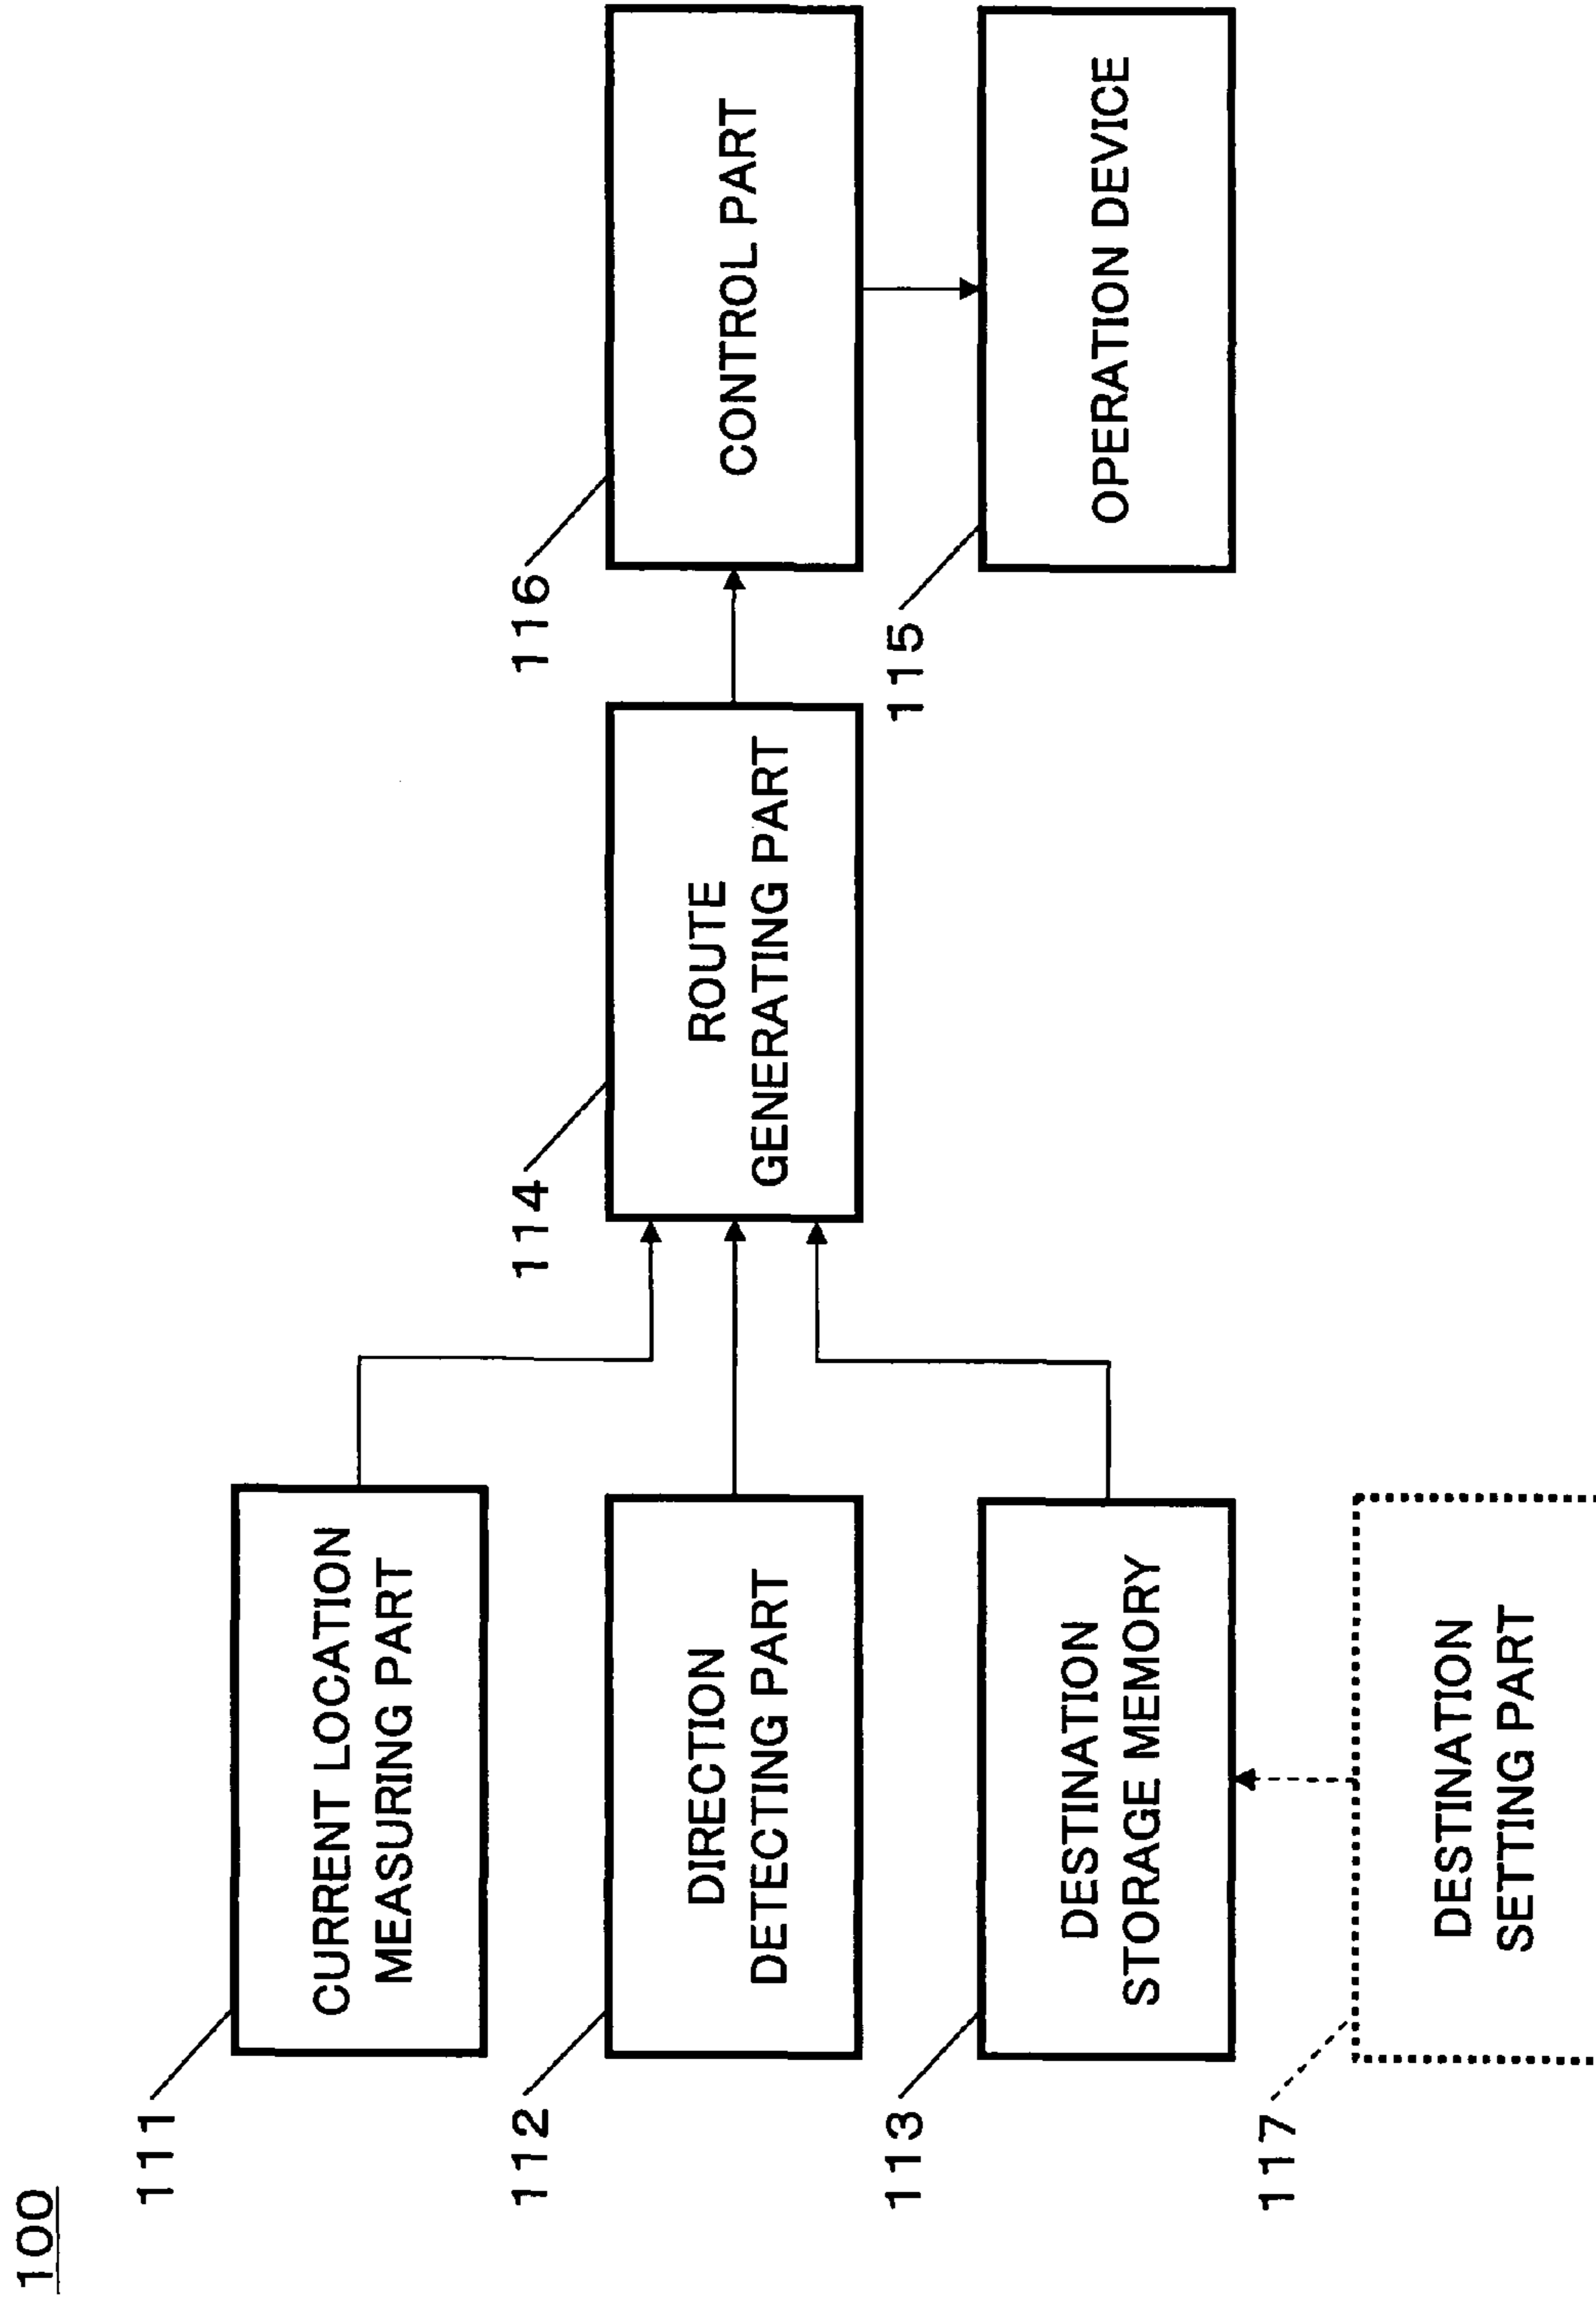 100
111
CURRENT LOCATION
MEASURING PART
112
DIRECTION
DETECTING PART
113
DESTINATION
STORAGE MEMORY
117
DESTINATION
SETTING PART
114
ROUTE
GENERATING PART
116
CONTROL PART
115
OPERATION DEVICE